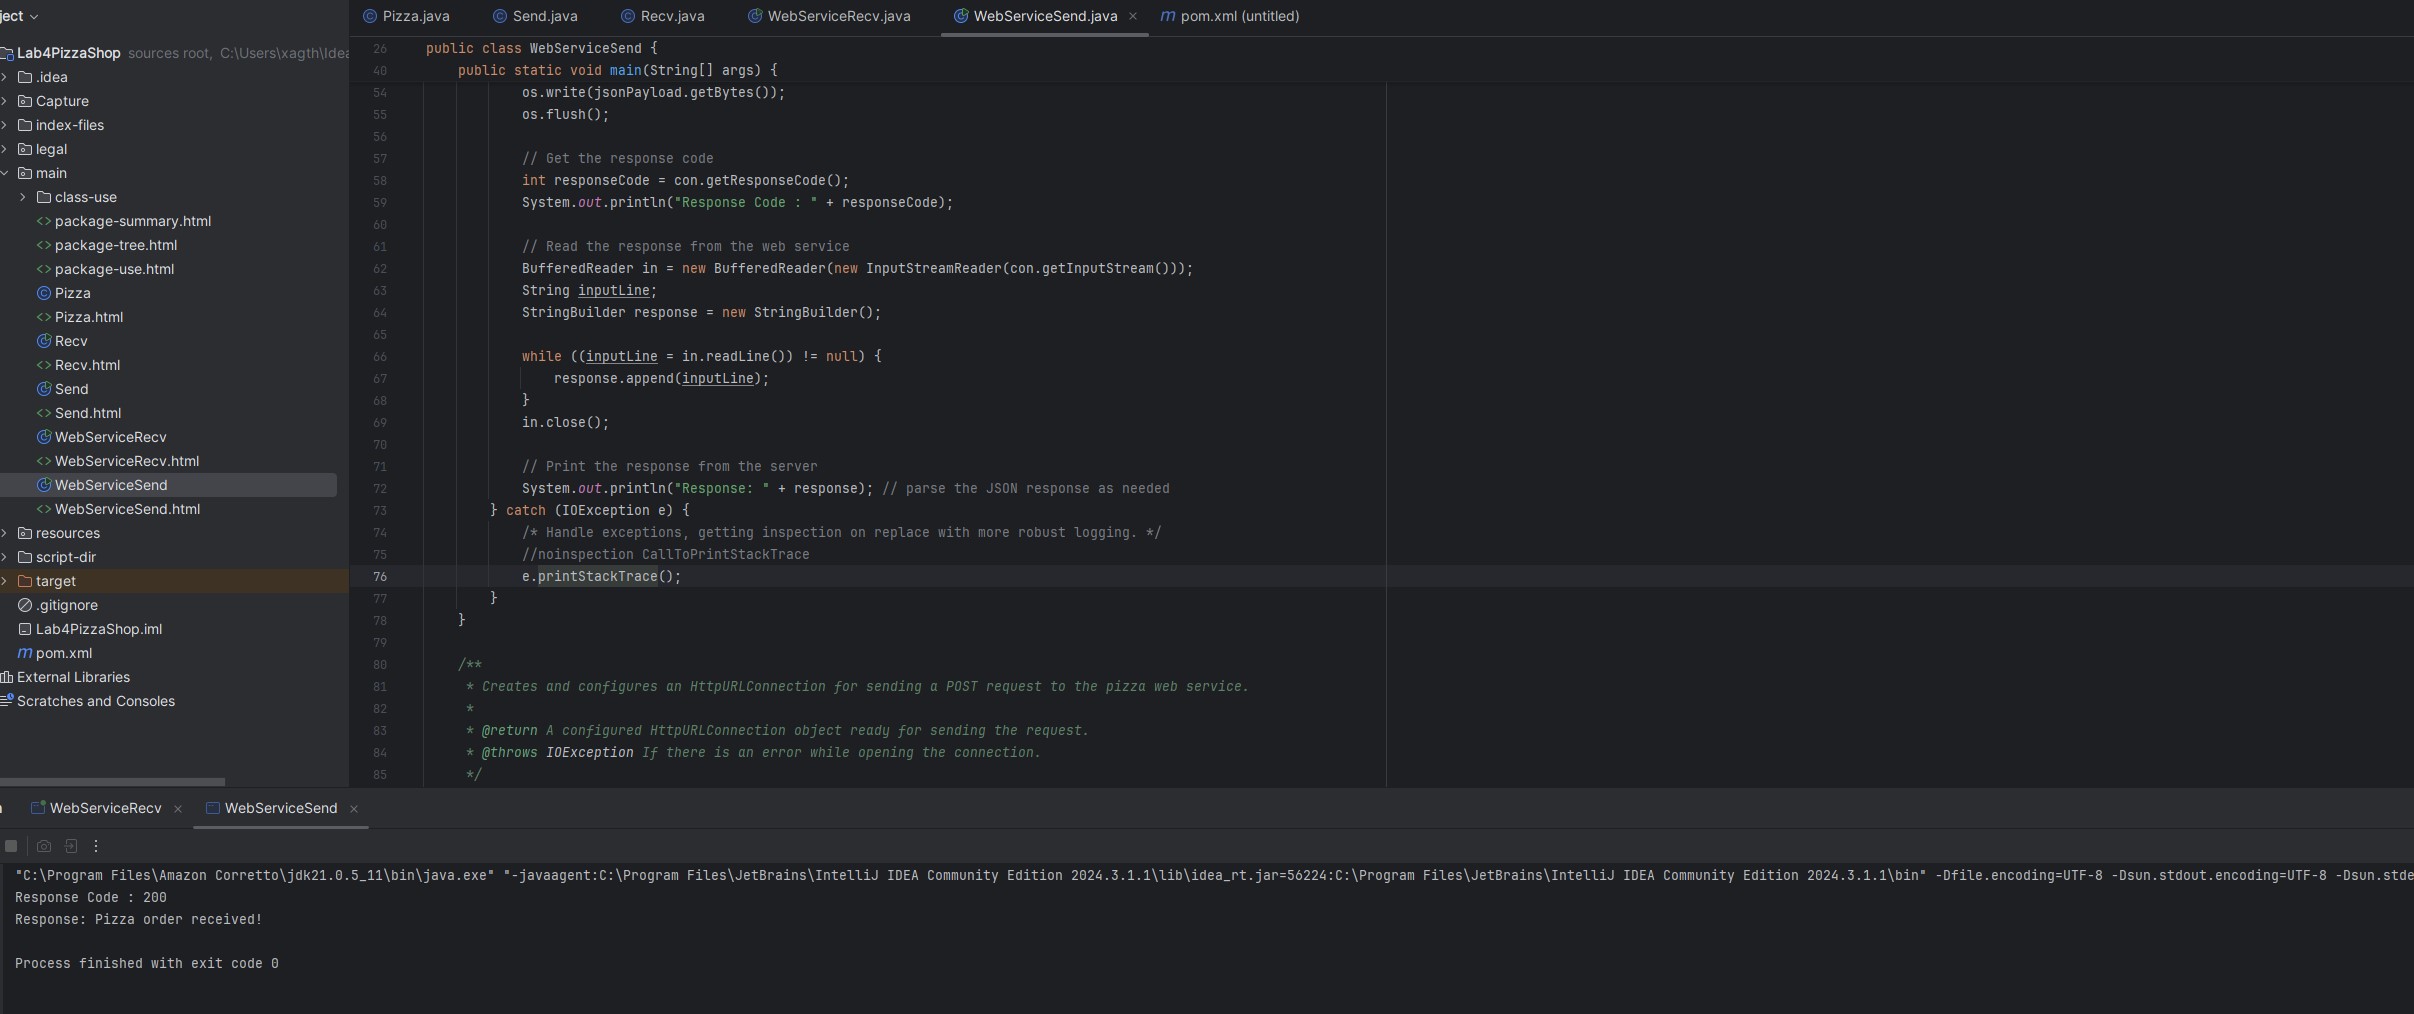 ject
Pizza.java
Send.java
Recv.java
WebServiceRecv.java
WebServiceSend.java
pom.xml (untitled)
Lab4PizzaShop sources root, C:\Users\xagth\Idea
.idea
Capture
index-files
legal
main
class-use
package-summary.html
package-tree.html
package-use.html
Pizza
Pizza.html
Recv
Recv.html
Send
Send.html
WebServiceRecv
WebServiceRecv.html
WebServiceSend
WebServiceSend.html
resources
script-dir
target
.gitignore
Lab4PizzaShop.iml
pom.xml
External Libraries
Scratches and Consoles
26 public class WebServiceSend {
40 public static void main(String[] args) {
54 os.write(jsonPayload.getBytes());
55 os.flush();
56
57 // Get the response code
58 int responseCode = con.getResponseCode();
59 System.out.println("Response Code : " + responseCode);
60
61 // Read the response from the web service
62 BufferedReader in = new BufferedReader(new InputStreamReader(con.getInputStream()));
63 String inputLine;
64 StringBuilder response = new StringBuilder();
65
66 while ((inputLine = in.readLine()) != null) {
67 response.append(inputLine);
68 }
69 in.close();
70
71 // Print the response from the server
72 System.out.println("Response: " + response); // parse the JSON response as needed
73 } catch (IOException e) {
74 /* Handle exceptions, getting inspection on replace with more robust logging. */
75 //noinspection CallToPrintStackTrace
76 e.printStackTrace();
77 }
78 }
79
80 /**
81 * Creates and configures an HttpURLConnection for sending a POST request to the pizza web service.
82 *
83 * @return A configured HttpURLConnection object ready for sending the request.
84 * @throws IOException If there is an error while opening the connection.
85 */
WebServiceRecv
WebServiceSend
"C:\Program Files\Amazon Corretto\jdk21.0.5_11\bin\java.exe" "-javaagent:C:\Program Files\JetBrains\IntelliJ IDEA Community Edition 2024.3.1.1\lib\idea_rt.jar=56224:C:\Program Files\JetBrains\IntelliJ IDEA Community Edition 2024.3.1.1\bin" -Dfile.encoding=UTF-8 -Dsun.stdout.encoding=UTF-8 -Dsun.stde
Response Code : 200
Response: Pizza order received!
Process finished with exit code 0